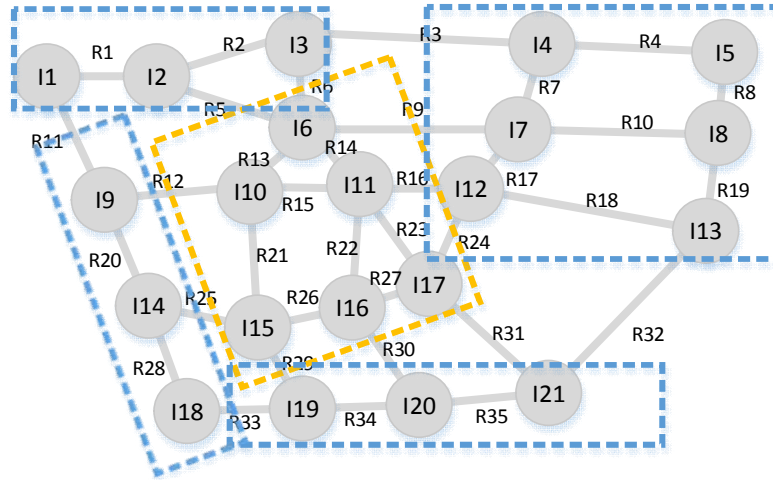 I3
R3
I4
R4
I5
R1
R2
I1
I2
R6
R7
R8
R5
R9
I6
I7
R10
I8
R11
R13
R14
R12
R16
R17
R19
I9
I10
R15
I11
I12
R18
I13
R20
R21
R22
R23
R24
R27
I17
I14
R25
R26
I16
I15
R31
R32
R28
R29
R30
I18
R33
I19
R34
I20
R35
I21